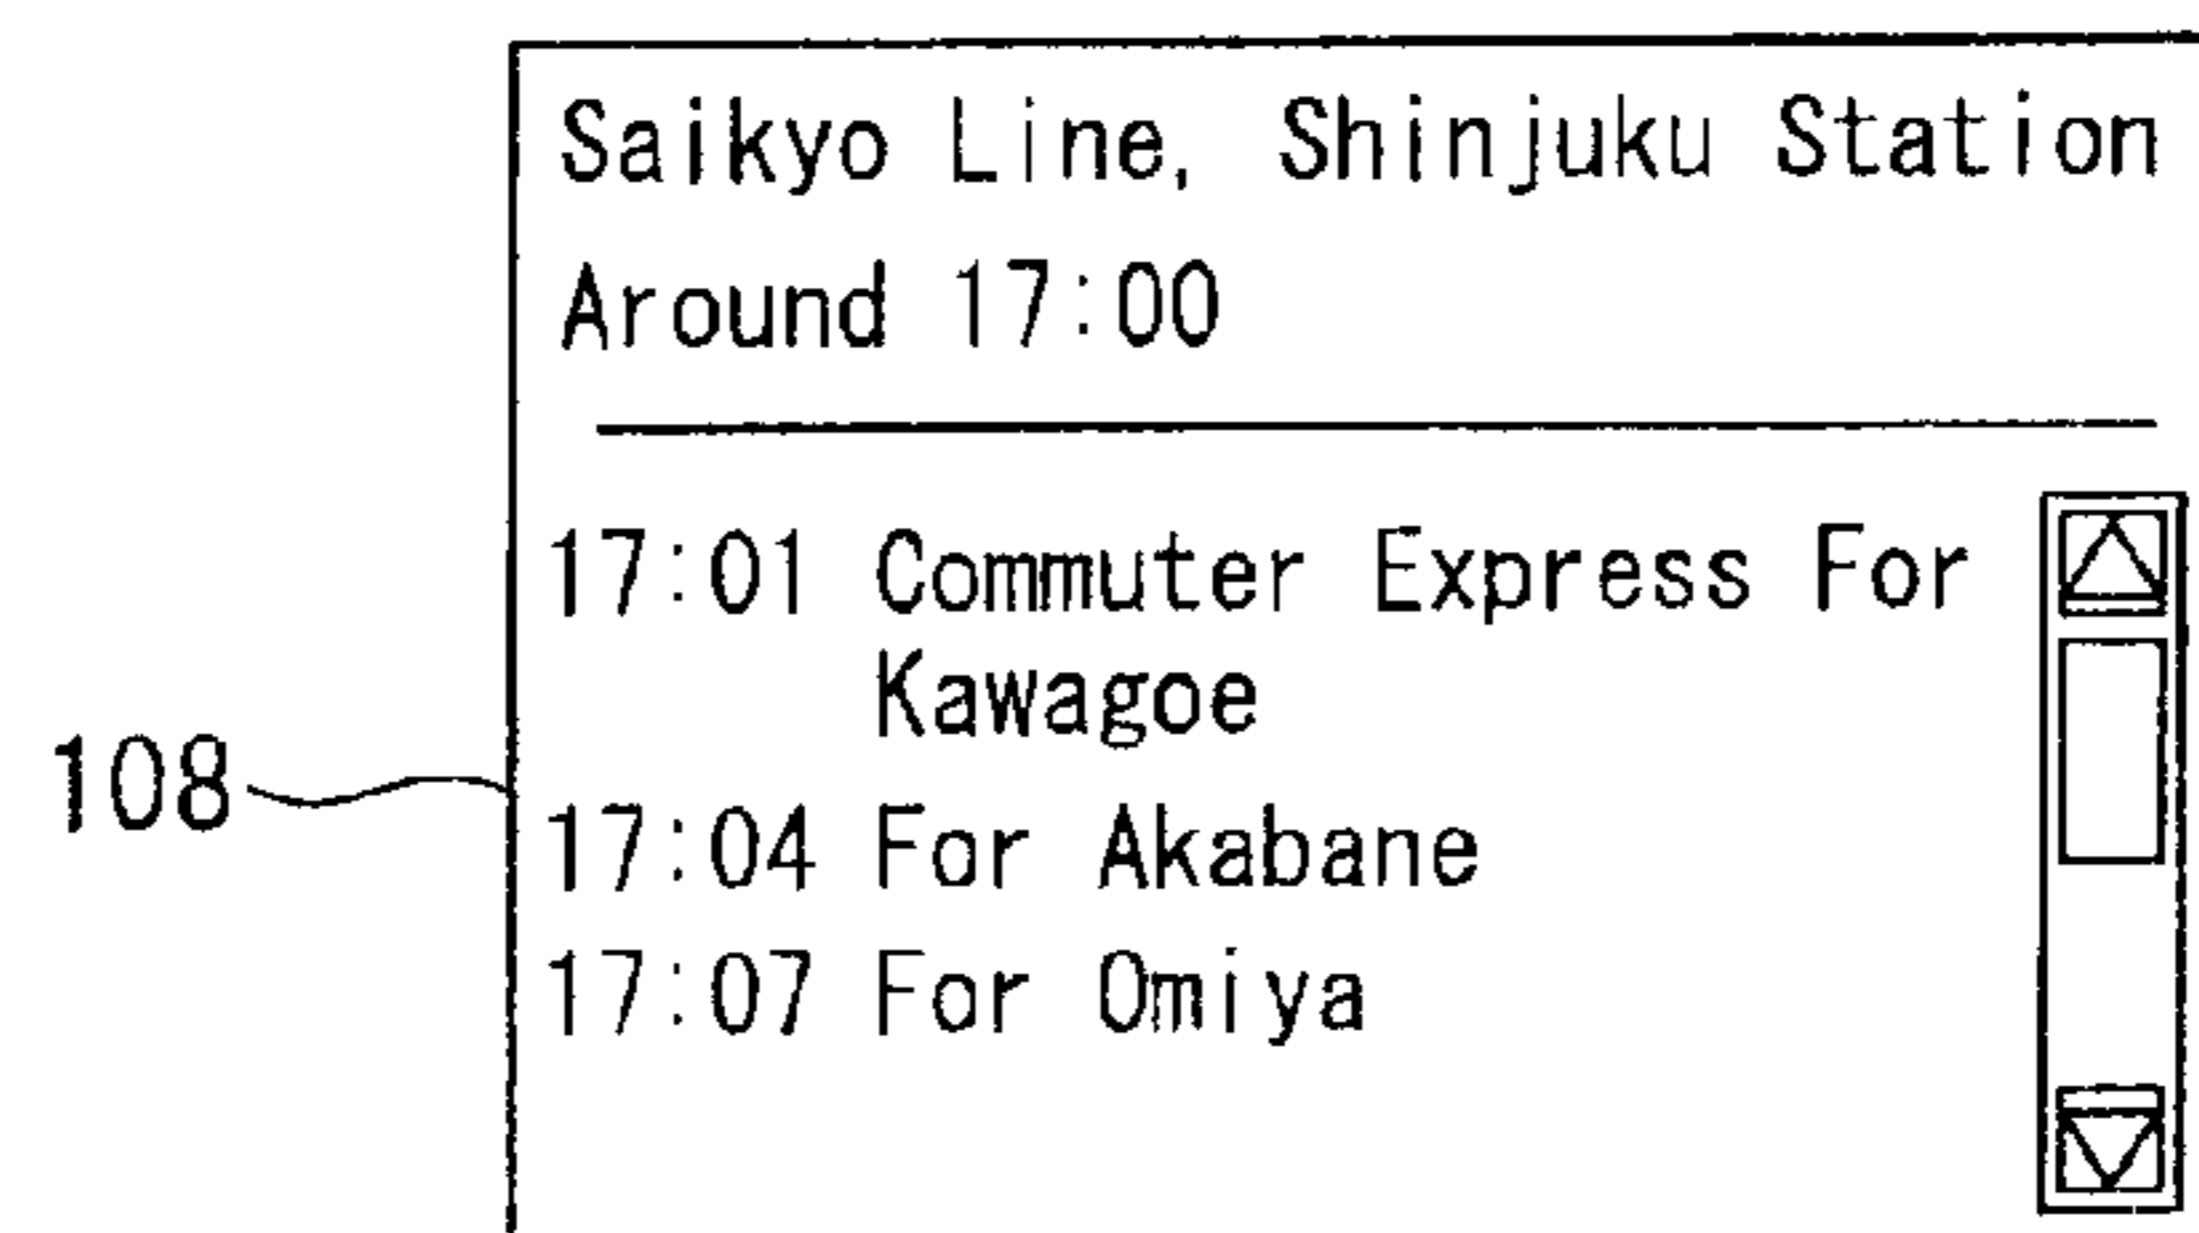 Saikyo Line, Shinjuku Station
Around 17:00
17:01 Commuter Express For
Kawagoe
108
17:04 For Akabane
17:07 For Omiya